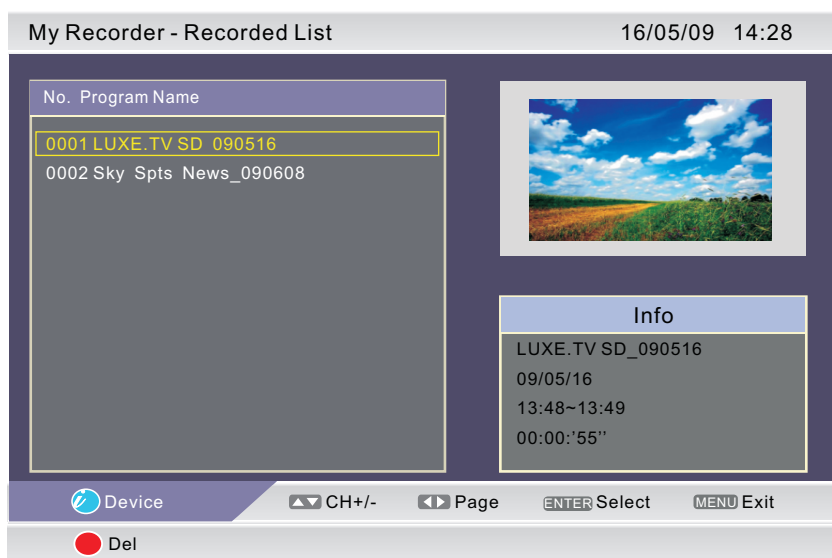 My Recorder - Recorded List 16/05/09 14:28
No. Program Name
0001 LUXE.TV SD 090516
0002 Sky Spts News_090608
Info
LUXE.TV SD_090516
09/05/16
13:48~13:49
00:00:'55''
i Device CH+/- Page ENTER Select MENU Exit
Del